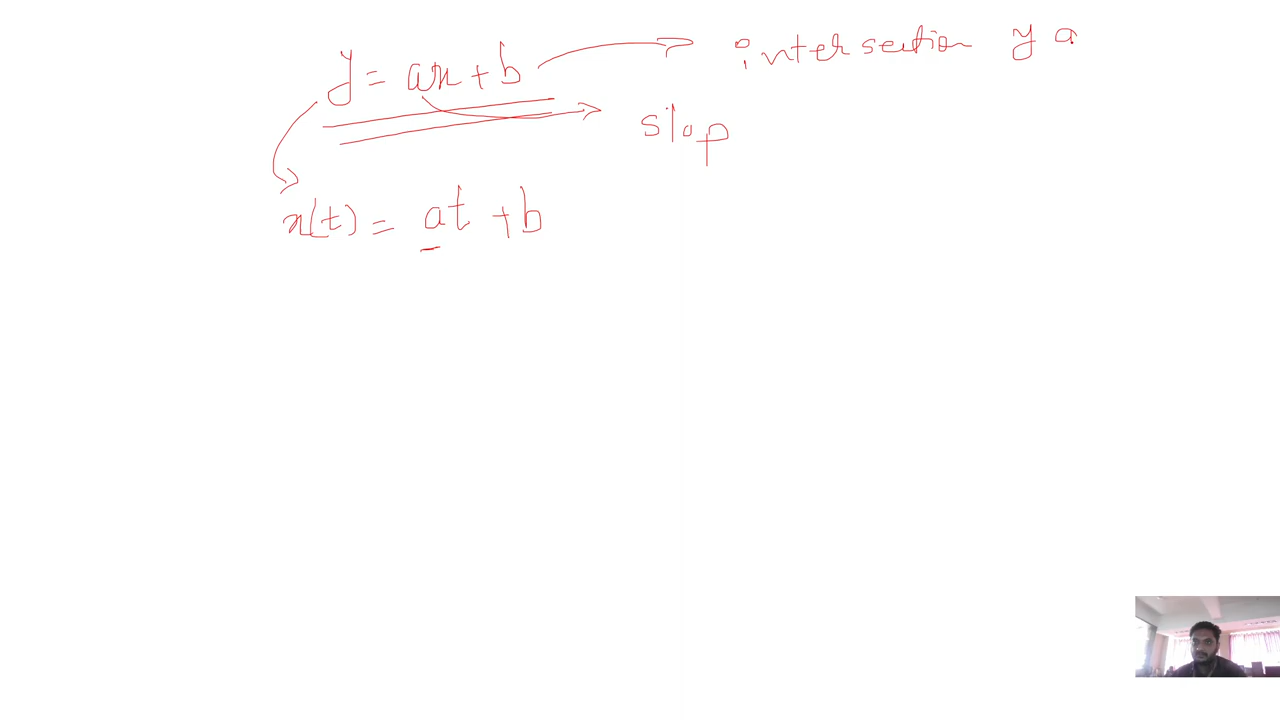 y = ax + b intersection y a
slop
x(t) = at + b